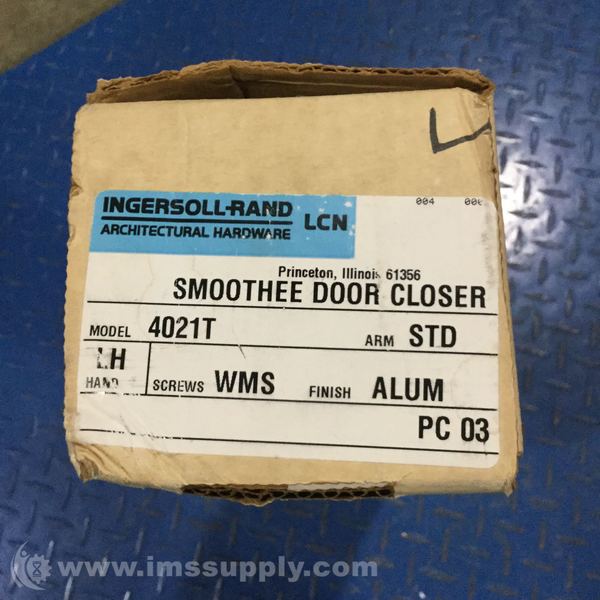 INGERSOLL-RAND
ARCHITECTURAL HARDWARE
LCN
004
Princeton, Illinois 61356
SMOOTHEE DOOR CLOSER
MODEL 4021T ARM STD
LH
HAND SCREWS WMS FINISH ALUM
PC 03
www.imssupply.com